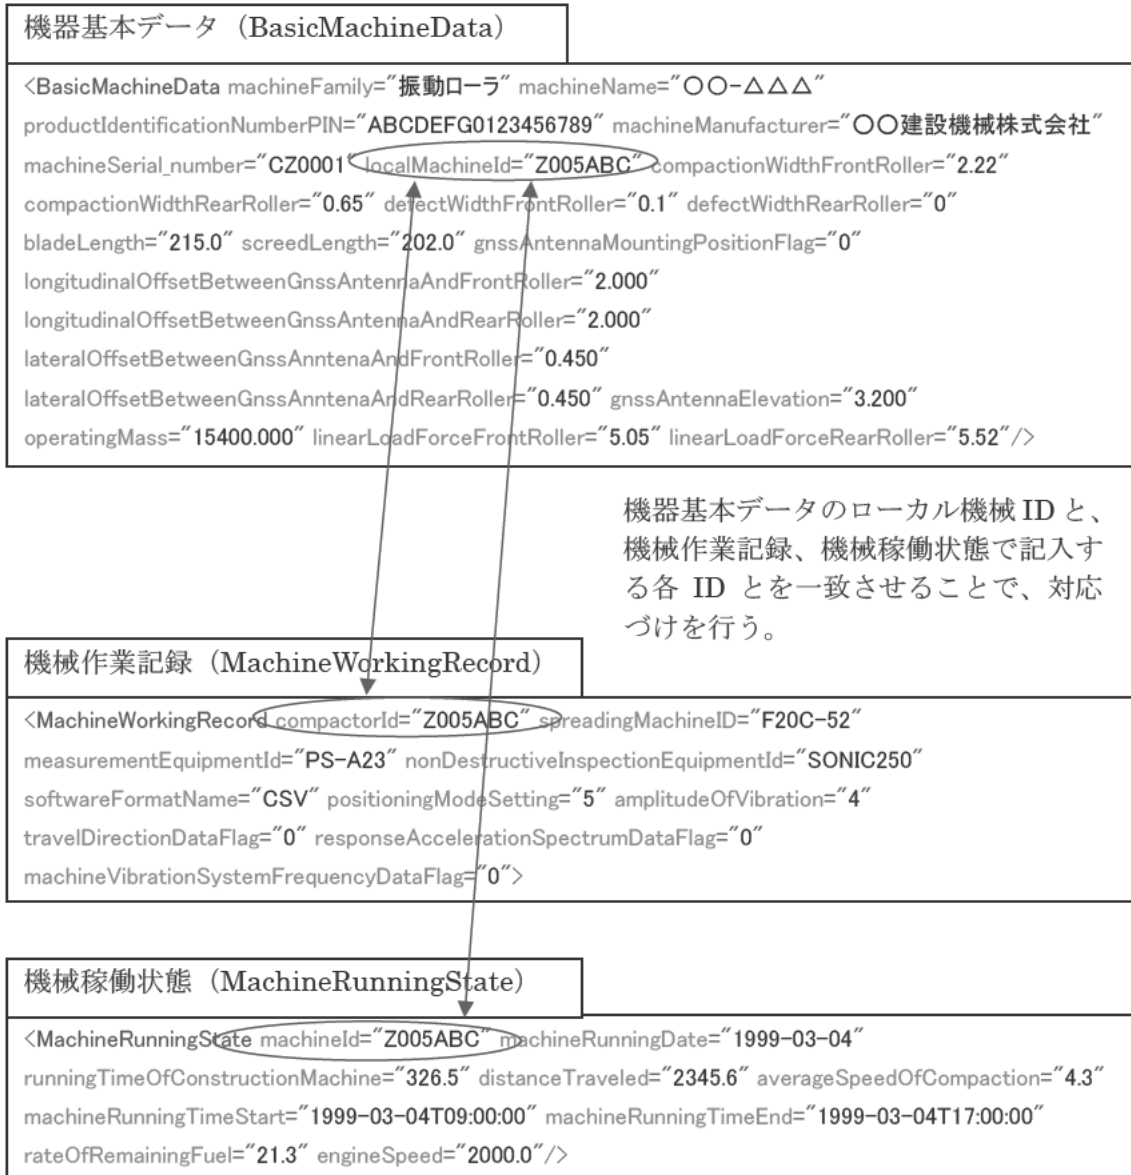 機器基本データ（BasicMachineData）
<BasicMachineData machineFamily="振動ローラ" machineName="〇〇-△△△"
productIdentificationNumberPIN="ABCDEFG0123456789" machineManufacturer="〇〇建設機械株式会社"
machineSerial_number="CZ0001" localMachineId="Z005ABC" compactionWidthFrontRoller="2.22"
compactionWidthRearRoller="0.65" defectWidthFrontRoller="0.1" defectWidthRearRoller="0"
bladeLength="215.0" screedLength="202.0" gnssAntennaMountingPositionFlag="0"
longitudinalOffsetBetweenGnssAntennaAndFrontRoller="2.000"
longitudinalOffsetBetweenGnssAntennaAndRearRoller="2.000"
lateralOffsetBetweenGnssAnntenaAndFrontRoller="0.450"
lateralOffsetBetweenGnssAnntenaAndRearRoller="0.450" gnssAntennaElevation="3.200"
operatingMass="15400.000" linearLoadForceFrontRoller="5.05" linearLoadForceRearRoller="5.52"/>
機器基本データのローカル機械 ID と、
機械作業記録、機械稼働状態で記入す
る各 ID とを一致させることで、対応
づけを行う。
機械作業記録（MachineWorkingRecord）
<MachineWorkingRecord compactorId="Z005ABC" spreadingMachineID="F20C-52"
measurementEquipmentId="PS-A23" nonDestructiveInspectionEquipmentId="SONIC250"
softwareFormatName="CSV" positioningModeSetting="5" amplitudeOfVibration="4"
travelDirectionDataFlag="0" responseAccelerationSpectrumDataFlag="0"
machineVibrationSystemFrequencyDataFlag="0">
機械稼働状態（MachineRunningState）
<MachineRunningState machineId="Z005ABC" machineRunningDate="1999-03-04"
runningTimeOfConstructionMachine="326.5" distanceTraveled="2345.6" averageSpeedOfCompaction="4.3"
machineRunningTimeStart="1999-03-04T09:00:00" machineRunningTimeEnd="1999-03-04T17:00:00"
rateOfRemainingFuel="21.3" engineSpeed="2000.0"/>